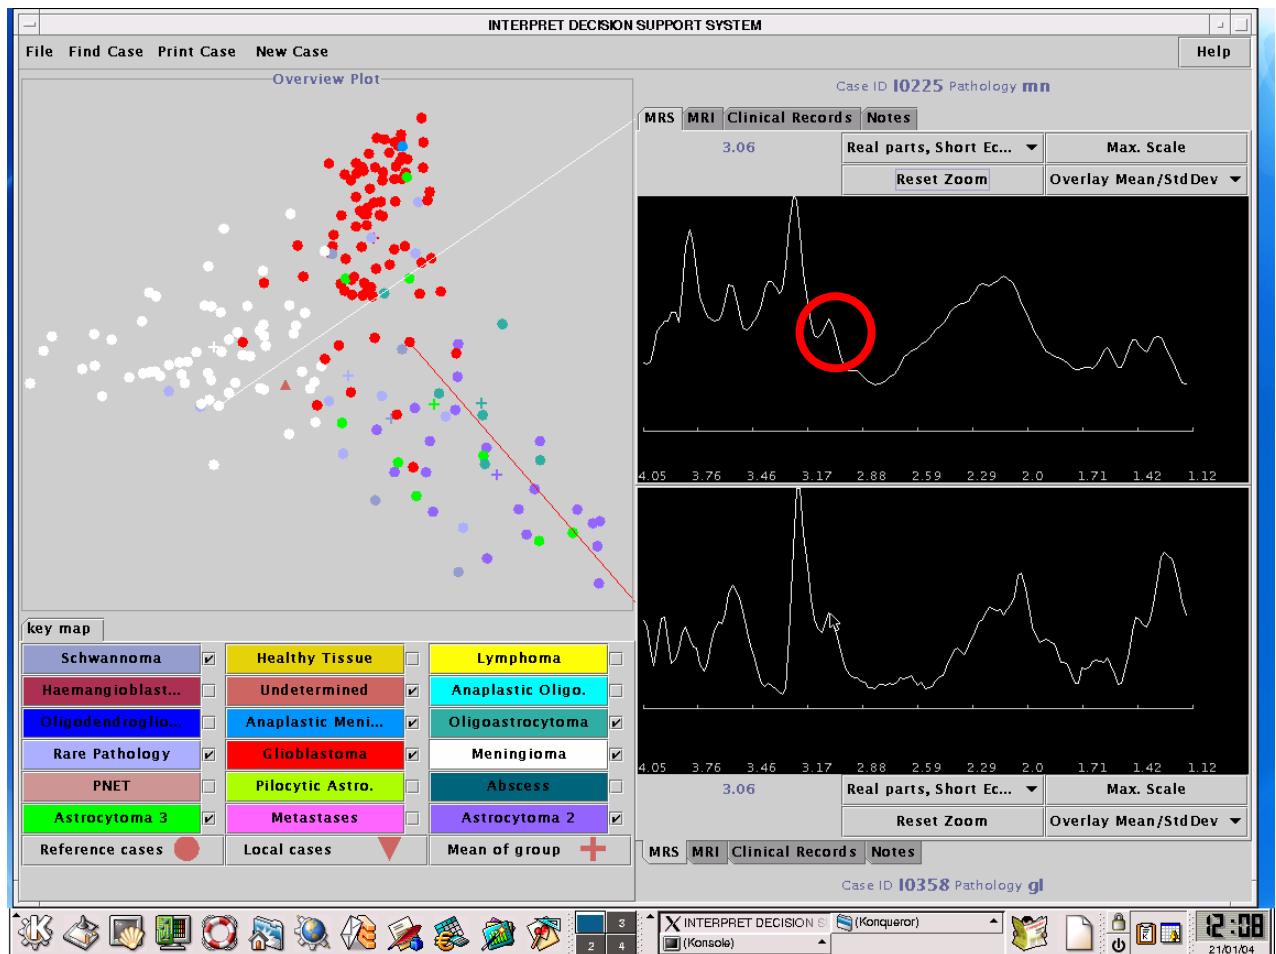 INTERPRET DECISION SUPPORT SYSTEM
File Find Case Print Case New Case Help
Overview Plot
Case ID I0225 Pathology mn
MRS MRI Clinical Records Notes
3.06 Real parts, Short Ec... Max. Scale
Reset Zoom Overlay Mean/StdDev
4.05 3.76 3.46 3.17 2.88 2.59 2.29 2.0 1.71 1.42 1.12
4.05 3.76 3.46 3.17 2.88 2.59 2.29 2.0 1.71 1.42 1.12
3.06 Real parts, Short Ec... Max. Scale
Reset Zoom Overlay Mean/StdDev
MRS MRI Clinical Records Notes
Case ID I0358 Pathology gl
key map
Schwannoma Healthy Tissue Lymphoma
Haemangioblast... Undetermined Anaplastic Oligo.
Oligodendroglio... Anaplastic Meni... Oligoastrocytoma
Rare Pathology Glioblastoma Meningioma
PNET Pilocytic Astro. Abscess
Astrocytoma 3 Metastases Astrocytoma 2
Reference cases Local cases Mean of group
3
2 4
INTERPRET DECISION S
(Konqueror)
(Konsole)
12:08
21/01/04